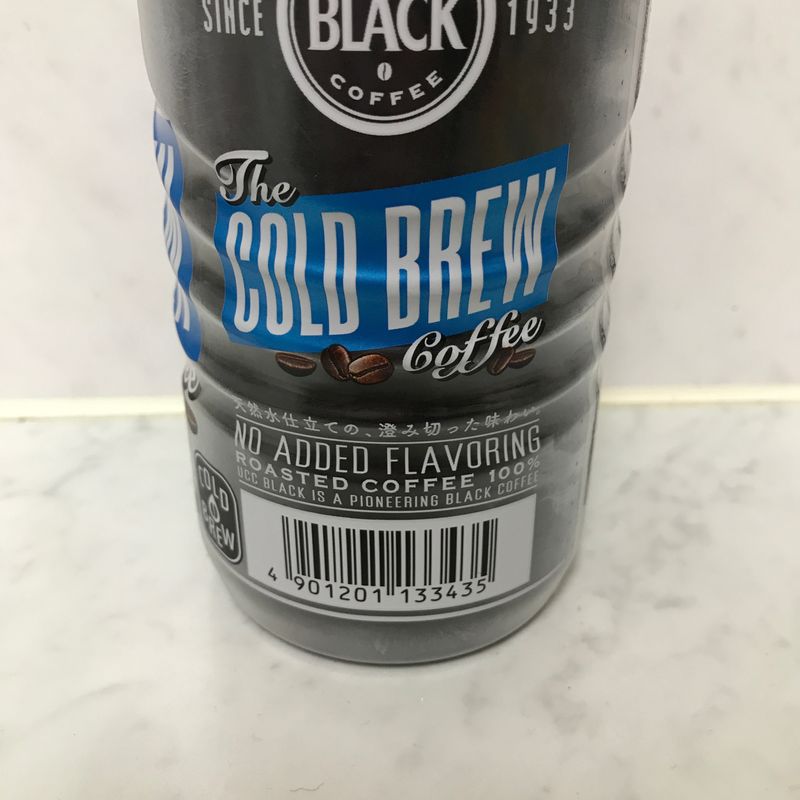 SINCE BLACK 1933
COFFEE
The
COLD BREW
Coffee
天然水仕立ての、澄み切った味わい。
NO ADDED FLAVORING
ROASTED COFFEE 100%
UCC BLACK IS A PIONEERING BLACK COFFEE
COLD
BREW
4 901201 133435